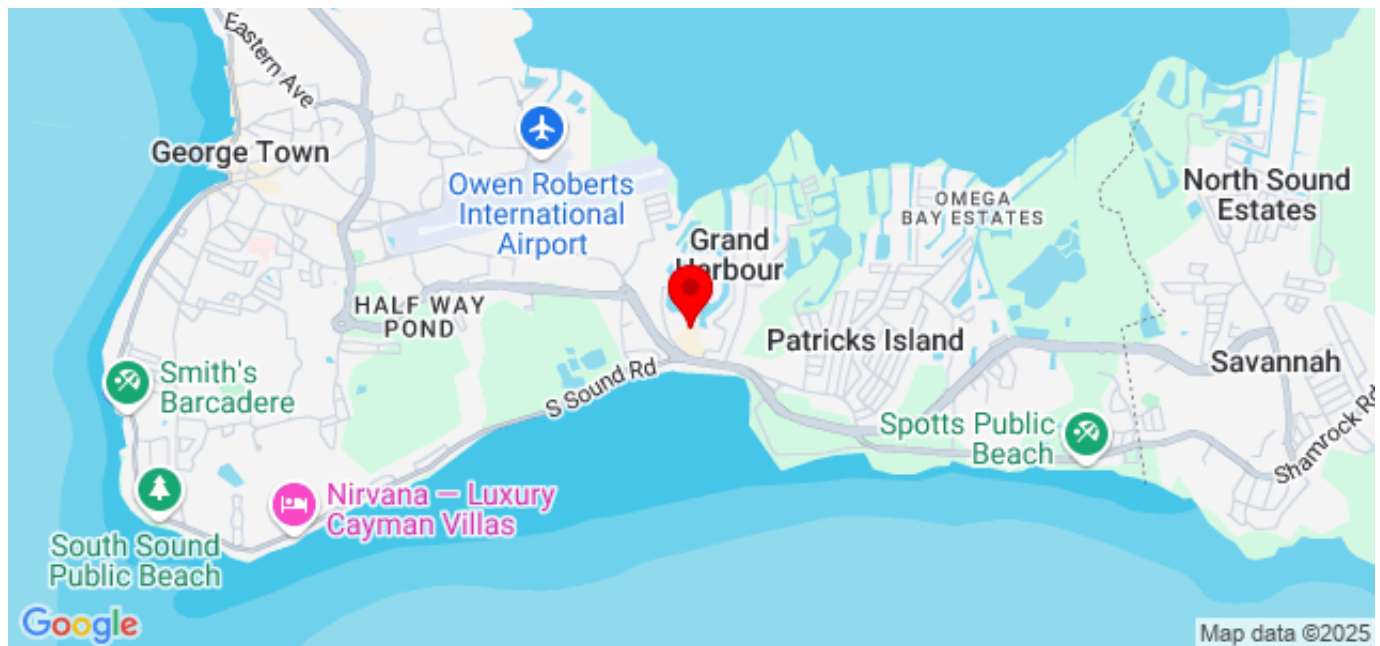 Eastern Ave
George Town
Owen Roberts
International
Airport
OMEGA
BAY ESTATES
North Sound
Estates
Grand
Harbour
HALF WAY
POND
Patricks Island
Savannah
Smith's
Barcadere
S Sound Rd
Spotts Public
Beach
Shamrock Rd
Nirvana — Luxury
Cayman Villas
South Sound
Public Beach
Google
Map data ©2025